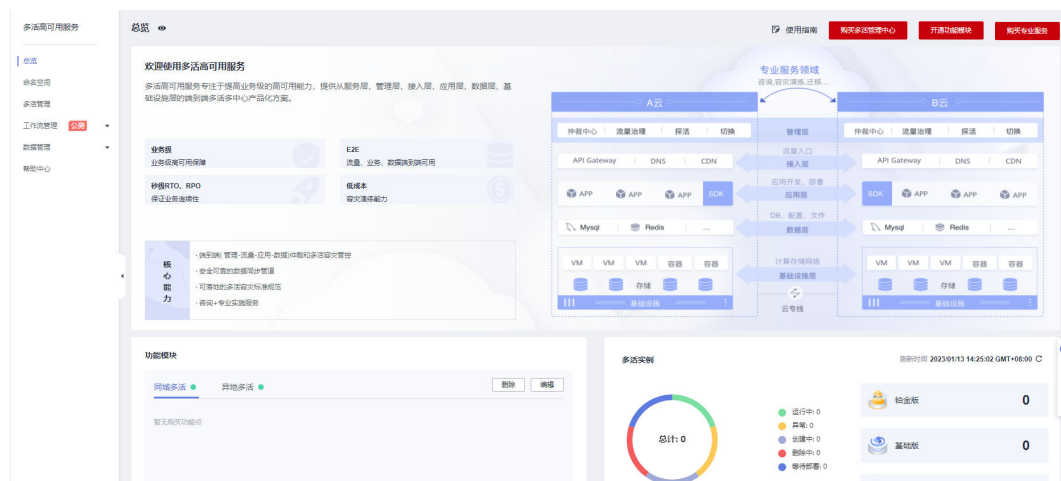 多活高可用服务
总览
命名空间
多活管理
工作流管理 公测
数据管理
帮助中心
总览
使用指南 购买多活管理中心 开通功能模块 购买专业服务
欢迎使用多活高可用服务
多活高可用服务专注于提高业务级的高可用能力，提供从服务层，管理层，接入层，应用层，数据层，基
础设施层的端到端多活多中心产品化方案。
业务级
业务级高可用保障
E2E
流量、业务、数据端到端可用
秒级RTO、RPO
保证业务连续性
低成本
容灾演练能力
核心能力
·端到端( 管理-流量-应用-数据)仲裁和多活容灾管控
·安全可靠的数据同步管道
·可落地的多活容灾标准规范
·咨询+专业实施服务
专业服务领域
咨询,容灾演练,迁移...
A云 B云
仲裁中心 流量治理 探活 切换 管理层 仲裁中心 流量治理 探活 切换
流量入口
API Gateway DNS CDN 接入层 API Gateway DNS CDN
应用开发、部署
APP APP APP SDK 应用层 SDK APP APP APP
DB、配置、文件
Mysql Redis ... 数据层 Mysql Redis ...
计算存储网络
VM VM VM 容器 容器 VM VM VM 容器 容器
基础设施层
存储 存储
基础设施 基础设施
云专线
功能模块
同城多活 异地多活 删除 编辑
暂无购买功能点
多活实例
刷新时间 2023/01/13 14:25:02 GMT+08:00
总计: 0
运行中: 0
异常: 0
创建中: 0
删除中: 0
等待部署: 0
铂金版 0
基础版 0